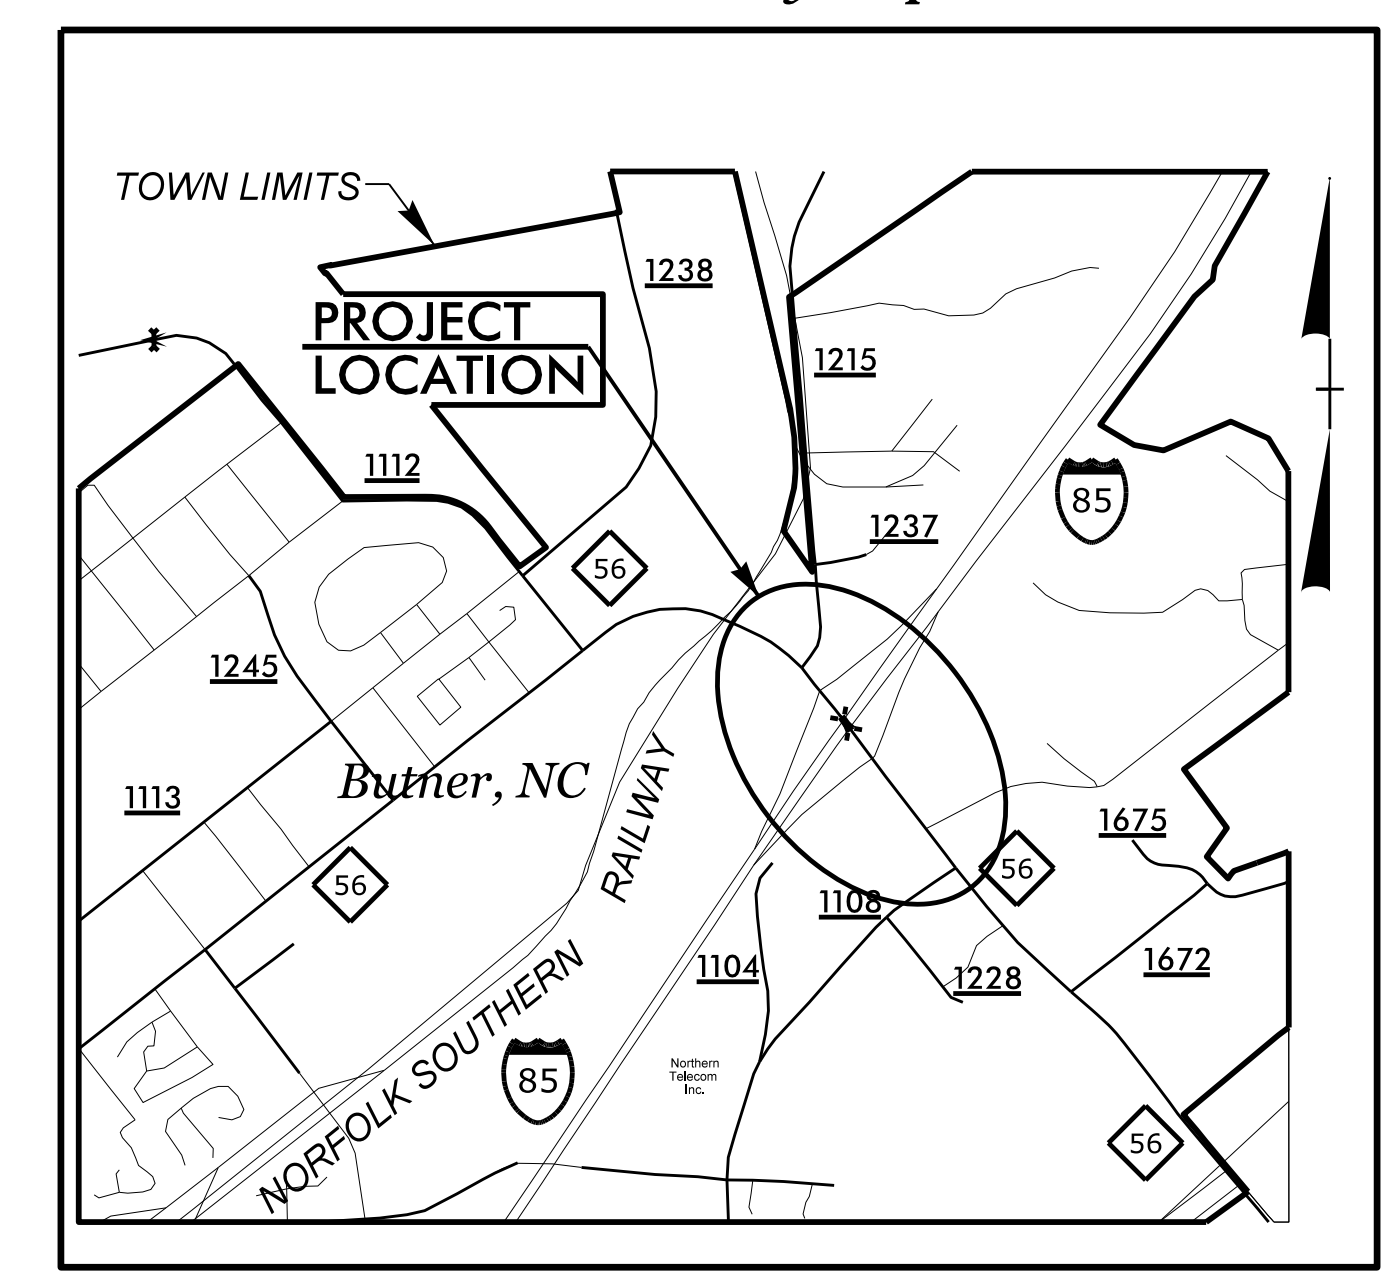 TOWN LIMITS
1238
PROJECT
LOCATION
1215
1112
85
1237
56
1245
Butner, NC
1113
RAILWAY
1675
56
56
1108
1104
1228
1672
NORFOLK SOUTHERN
85
Northern
Telecom
Inc.
56